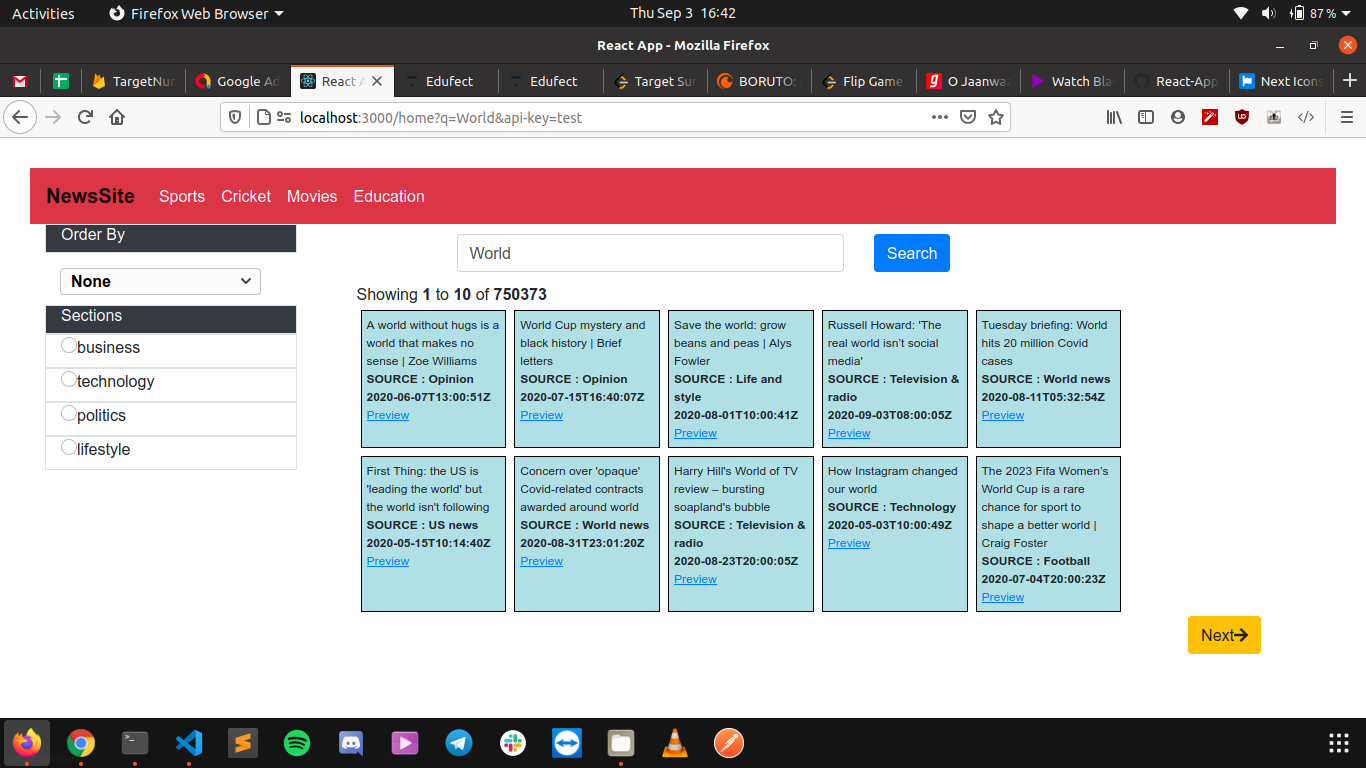 Activities Firefox Web Browser Thu Sep 3 16:42 87 %
React App - Mozilla Firefox
TargetNu Google Ad React A Edufect Edufect Target Su BORUTO: Flip Game O Jaanwa Watch Bla React-App Next Icons
localhost:3000/home?q=World&api-key=test
NewsSite Sports Cricket Movies Education
Order By
None
Sections
business
technology
politics
lifestyle
World Search
Showing 1 to 10 of 750373
A world without hugs is a
world that makes no
sense | Zoe Williams
SOURCE : Opinion
2020-06-07T13:00:51Z
Preview
World Cup mystery and
black history | Brief
letters
SOURCE : Opinion
2020-07-15T16:40:07Z
Preview
Save the world: grow
beans and peas | Alys
Fowler
SOURCE : Life and
style
2020-08-01T10:00:41Z
Preview
Russell Howard: 'The
real world isn’t social
media'
SOURCE : Television &
radio
2020-09-03T08:00:05Z
Preview
Tuesday briefing: World
hits 20 million Covid
cases
SOURCE : World news
2020-08-11T05:32:54Z
Preview
First Thing: the US is
'leading the world' but
the world isn't following
SOURCE : US news
2020-05-15T10:14:40Z
Preview
Concern over 'opaque'
Covid-related contracts
awarded around world
SOURCE : World news
2020-08-31T23:01:20Z
Preview
Harry Hill's World of TV
review – bursting
soapland's bubble
SOURCE : Television &
radio
2020-08-23T20:00:05Z
Preview
How Instagram changed
our world
SOURCE : Technology
2020-05-03T10:00:49Z
Preview
The 2023 Fifa Women’s
World Cup is a rare
chance for sport to
shape a better world |
Craig Foster
SOURCE : Football
2020-07-04T20:00:23Z
Preview
Next